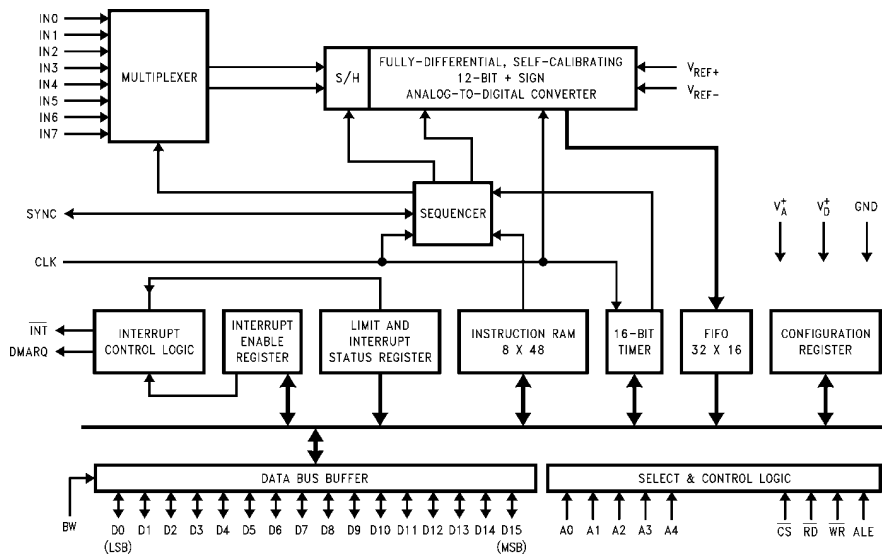 IN0
IN1
IN2
IN3
IN4
IN5
IN6
IN7
MULTIPLEXER
S/H
FULLY-DIFFERENTIAL, SELF-CALIBRATING
12-BIT + SIGN
ANALOG-TO-DIGITAL CONVERTER
VREF+
VREF-
SYNC
SEQUENCER
VA+
VD+
GND
CLK
INT
DMARQ
INTERRUPT
CONTROL LOGIC
INTERRUPT
ENABLE
REGISTER
LIMIT AND
INTERRUPT
STATUS REGISTER
INSTRUCTION RAM
8 X 48
16-BIT
TIMER
FIFO
32 X 16
CONFIGURATION
REGISTER
DATA BUS BUFFER
SELECT & CONTROL LOGIC
BW
D0
(LSB)
D1
D2
D3
D4
D5
D6
D7
D8
D9
D10
D11
D12
D13
D14
D15
(MSB)
A0
A1
A2
A3
A4
CS
RD
WR
ALE